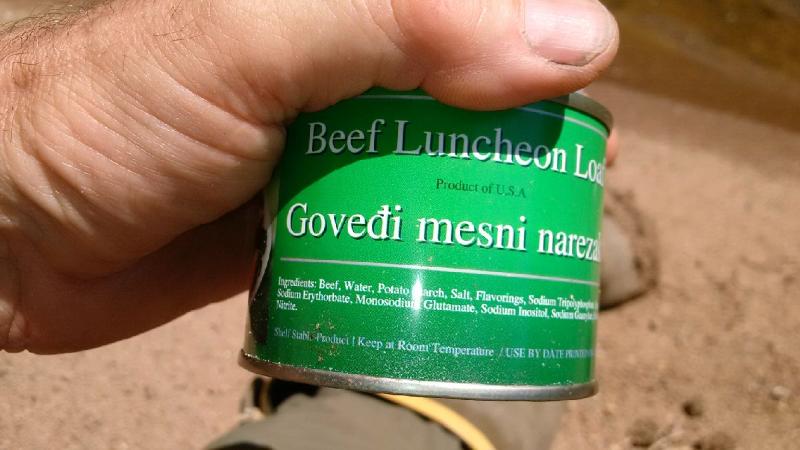 Beef Luncheon Loa
Product of U.S.A
Goveđi mesni nareza
Ingredients: Beef, Water, Potato Starch, Salt, Flavorings, Sodium Tripolyphosphate
Sodium Erythorbate, Monosodium Glutamate, Sodium Inositol, Sodium
Nitrite.
Shelf Stable Product | Keep at Room Temperature / USE BY DATE PRINTED